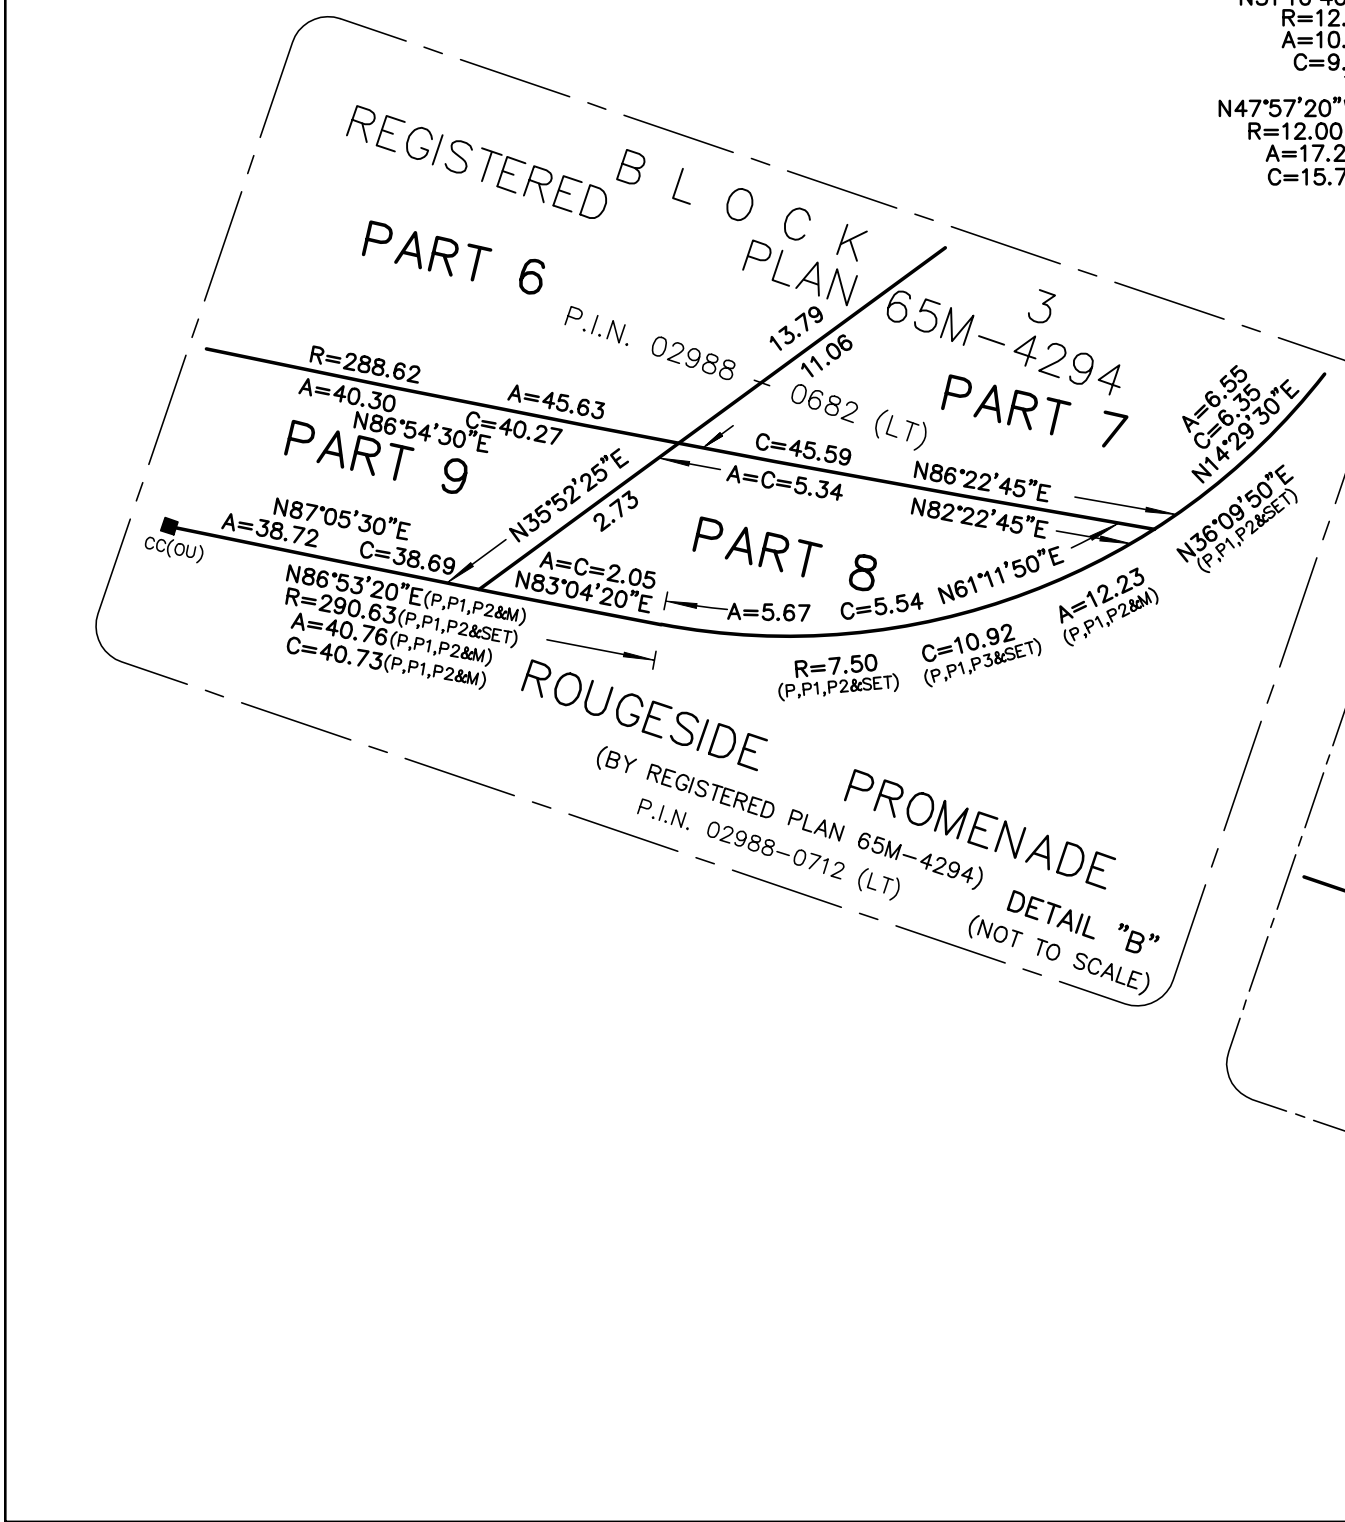 R=12.
A=10.
C=9.
N47°57'20"
R=12.00
A=17.2
C=15.7
REGISTERED
B L O C K 3
PLAN 65M-4294
PART 6
P.I.N. 02988 - 0682 (LT)
13.79
11.06
PART 7
R=288.62
A=45.63
A=40.30
C=40.27
N86°54'30"E
PART 9
C=45.59
N86°22'45"E
A=C=5.34
N82°22'45"E
A=6.55
C=6.35
N14°29'30"E
N36°09'50"E
(P,P1,P2&SET)
N35°52'25"E
2.73
PART 8
N61°11'50"E
N87°05'30"E
A=38.72
C=38.69
CC(OU)
A=C=2.05
N83°04'20"E
A=5.67
C=5.54
A=12.23
(P,P1,P2&M)
N86°53'20"E(P,P1,P2&M)
R=290.63(P,P1,P2&SET)
A=40.76(P,P1,P2&M)
C=40.73(P,P1,P2&M)
R=7.50
(P,P1,P2&SET)
C=10.92
(P,P1,P3&SET)
ROUGESIDE PROMENADE
(BY REGISTERED PLAN 65M-4294)
P.I.N. 02988-0712 (LT)
DETAIL "B"
(NOT TO SCALE)